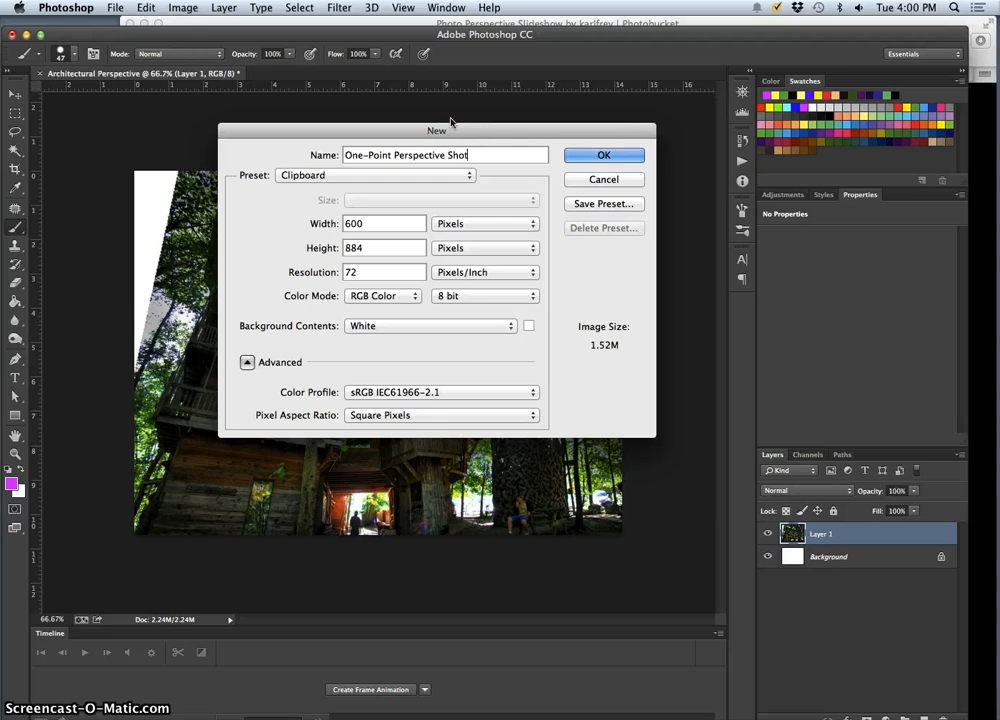 Photoshop File Edit Image Layer Type Select Filter 3D View Window Help Tue 4:00 PM
Photo Perspective Slideshow by karlfrey | Photobucket
Adobe Photoshop CC
47 Mode: Normal Opacity: 100% Flow: 100% Essentials
× Architectural Perspective @ 66.7% (Layer 1, RGB/8) *
Color Swatches
New
Name: One-Point Perspective Shot OK
Preset: Clipboard Cancel
Size: Save Preset...
Width: 600 Pixels
Delete Preset...
Height: 884 Pixels
Resolution: 72 Pixels/Inch
Color Mode: RGB Color 8 bit
Background Contents: White
Image Size:
1.52M
Advanced
Color Profile: sRGB IEC61966-2.1
Pixel Aspect Ratio: Square Pixels
Adjustments Styles Properties
No Properties
Layers Channels Paths
Kind
Normal Opacity: 100%
Lock: Fill: 100%
Layer 1
Background
66.67% Doc: 2.24M/2.24M
Timeline
Create Frame Animation
Screencast-O-Matic.com